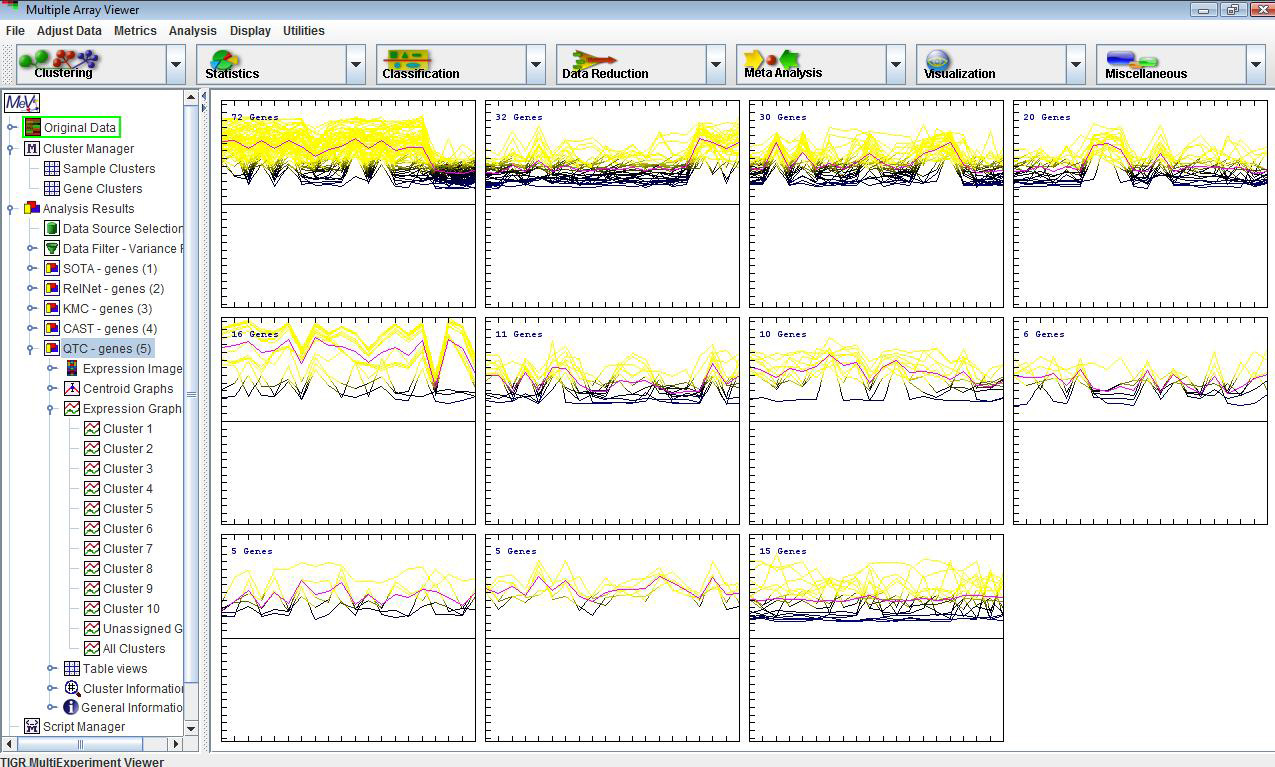 Multiple Array Viewer
File Adjust Data Metrics Analysis Display Utilities
Clustering Statistics Classification Data Reduction Meta Analysis Visualization Miscellaneous
MeV
Original Data
Cluster Manager
Sample Clusters
Gene Clusters
Analysis Results
Data Source Selection
Data Filter - Variance F
SOTA - genes (1)
RelNet - genes (2)
KMC - genes (3)
CAST - genes (4)
QTC - genes (5)
Expression Image
Centroid Graphs
Expression Graph
Cluster 1
Cluster 2
Cluster 3
Cluster 4
Cluster 5
Cluster 6
Cluster 7
Cluster 8
Cluster 9
Cluster 10
Unassigned G
All Clusters
Table views
Cluster Informatio
General Informatio
Script Manager
72 Genes 32 Genes 30 Genes 20 Genes
16 Genes 11 Genes 10 Genes 6 Genes
5 Genes 5 Genes 15 Genes
TIGR MultiExperiment Viewer